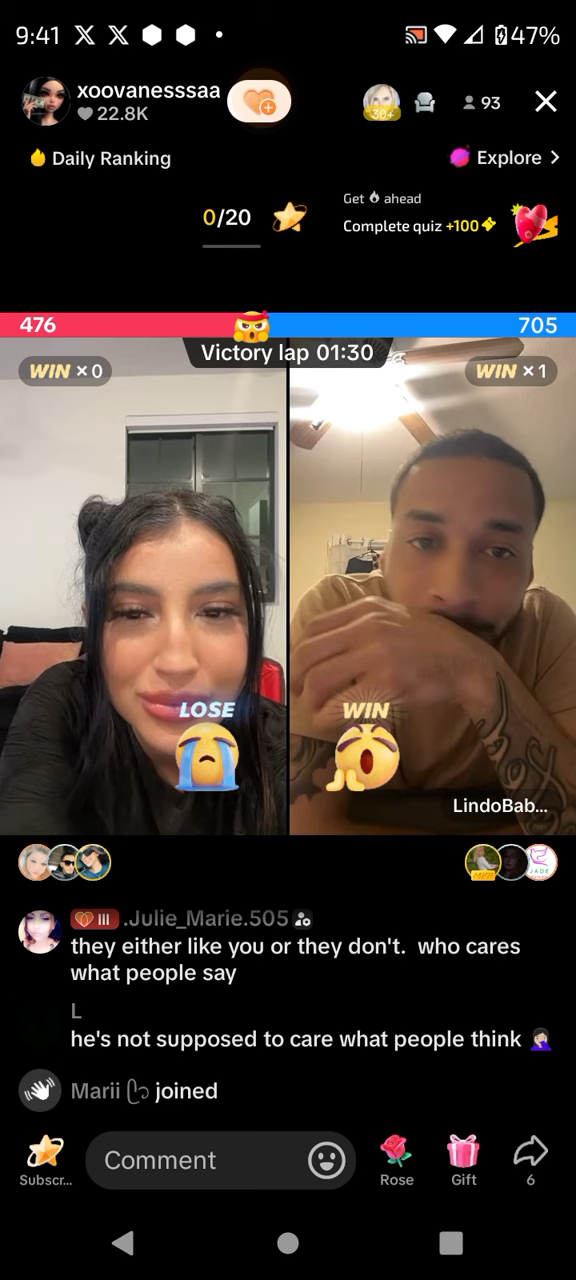 9:41
47%
xoovanesssaa
22.8K
30+
93
Daily Ranking
Explore
0/20
Get ahead
Complete quiz +100
476
705
Victory lap 01:30
WIN × 0
WIN × 1
LOSE
WIN
LindoBab...
JADE
III .Julie_Marie.505
they either like you or they don't. who cares
what people say
L
he's not supposed to care what people think
Marii joined
Comment
Subscr...
Rose
Gift
6